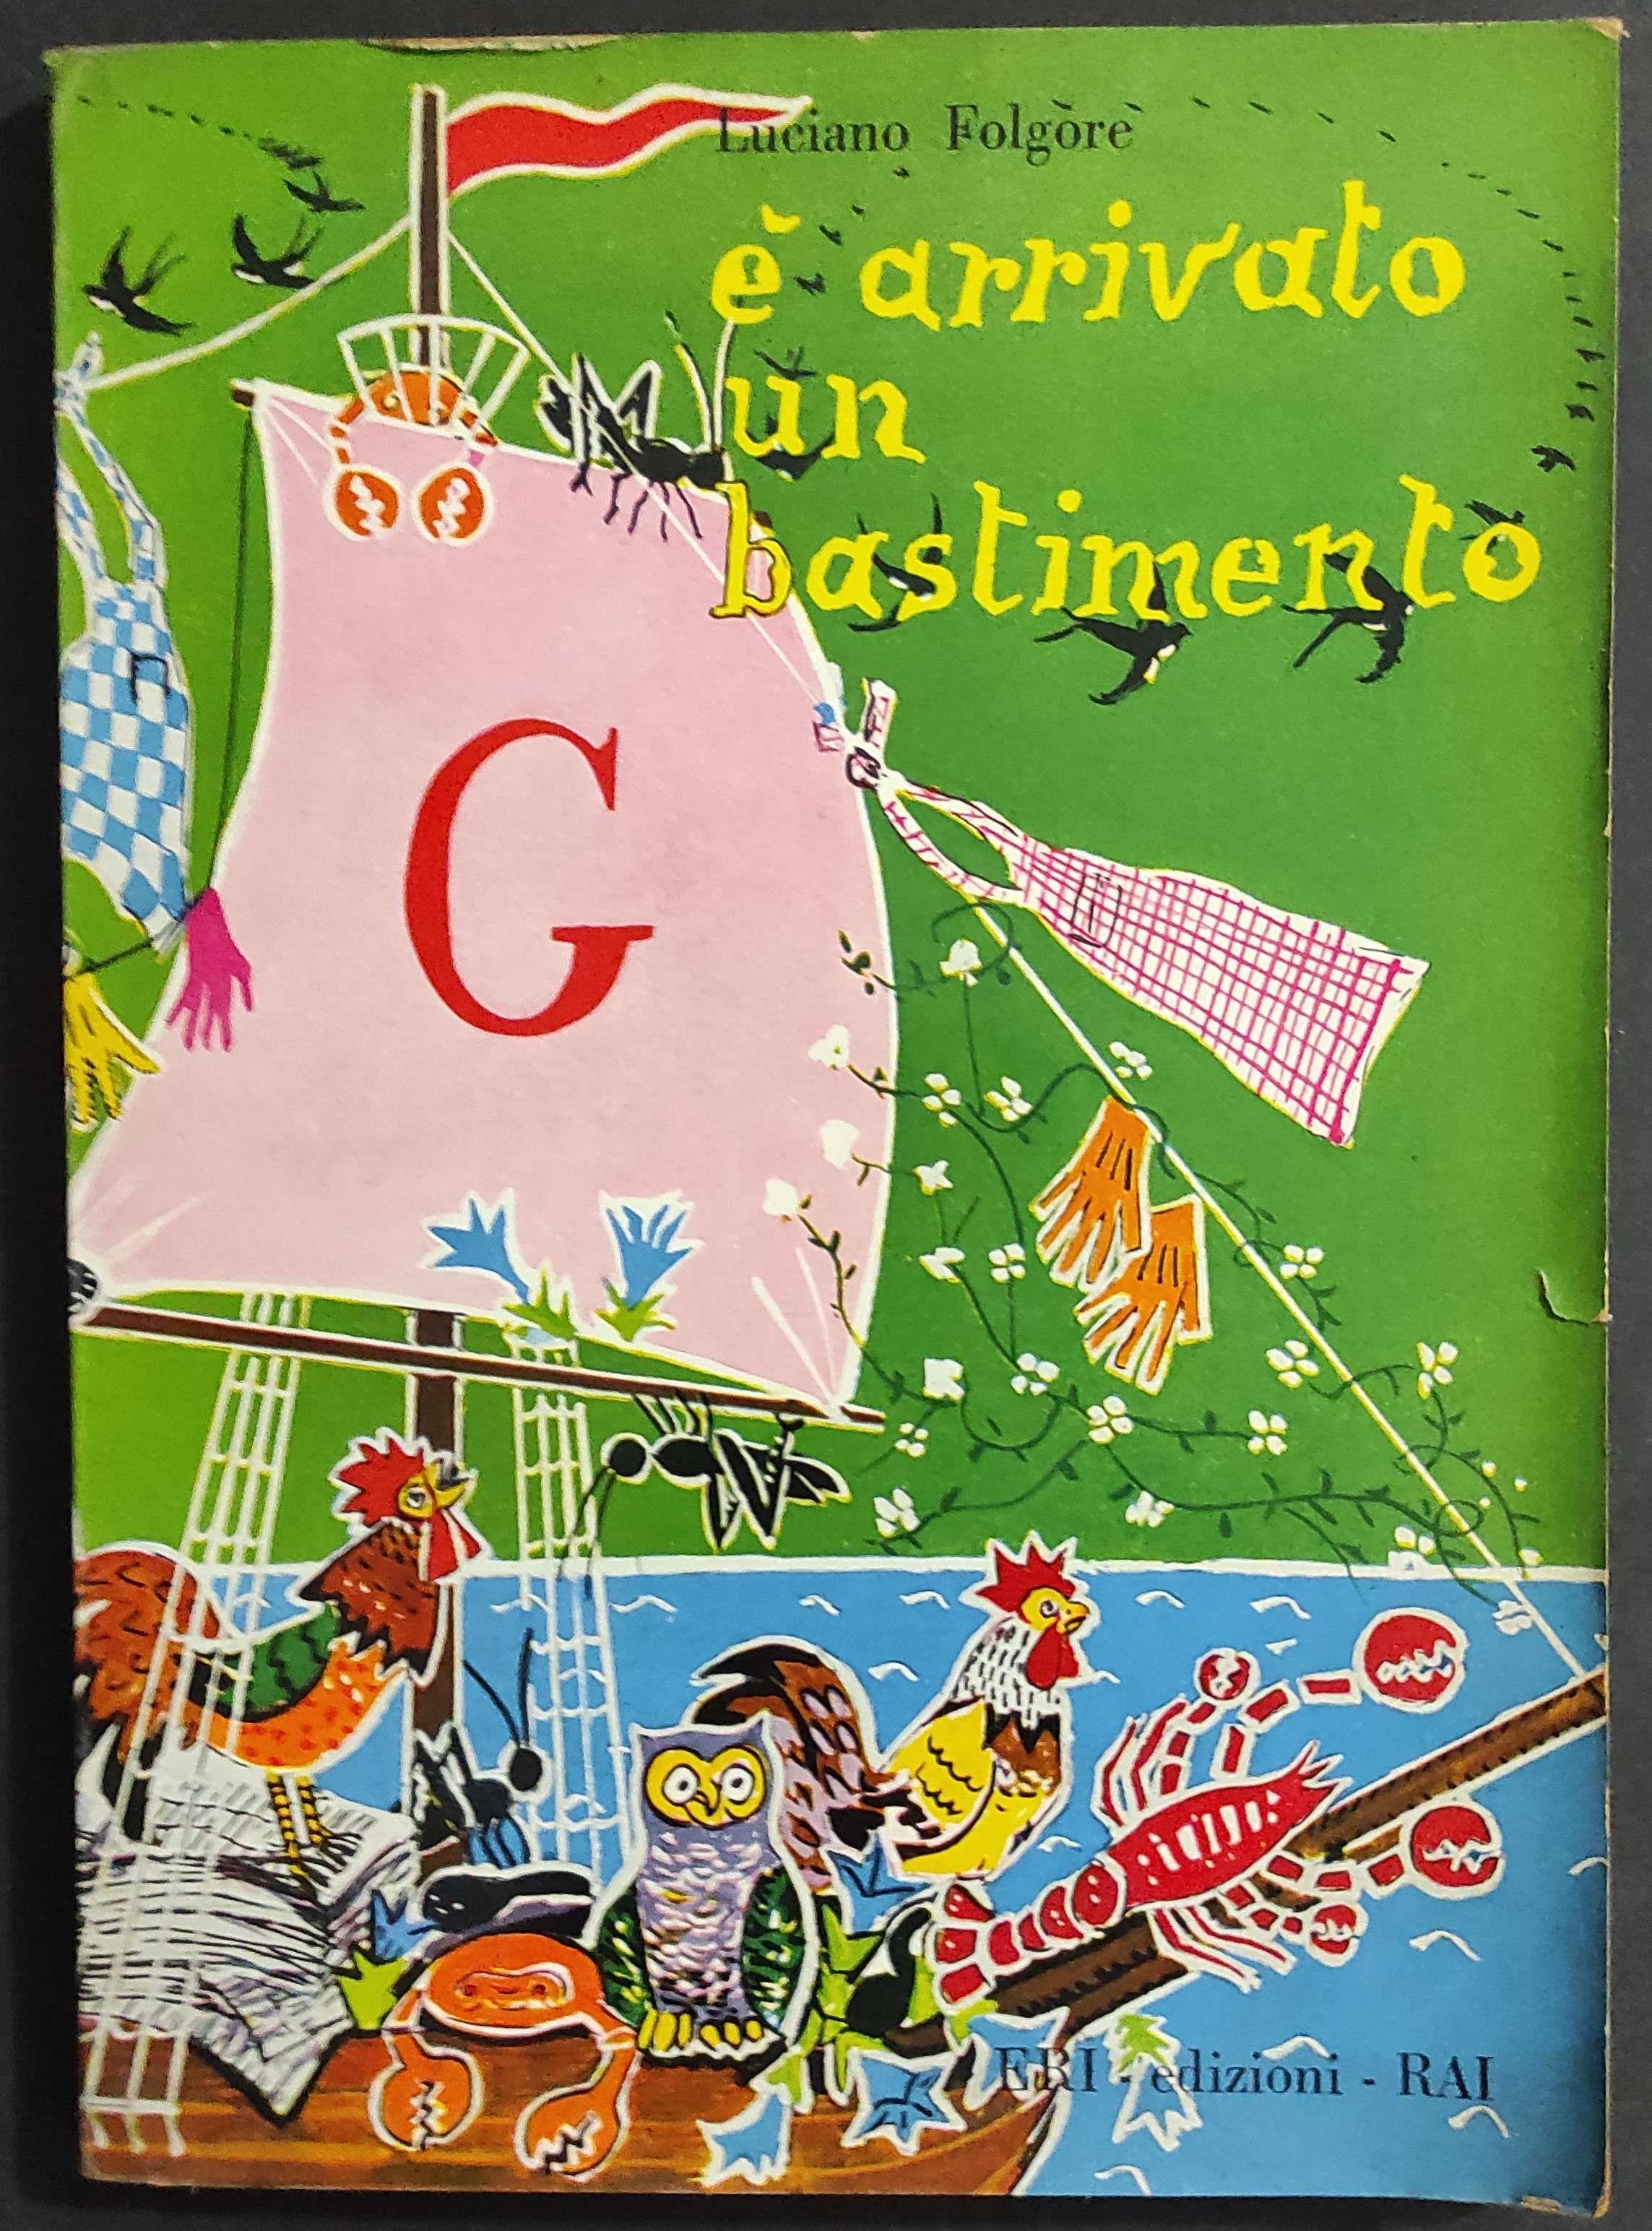 Luciano Folgore
è arrivato
un
bastimento
G
ERI - edizioni - RAI